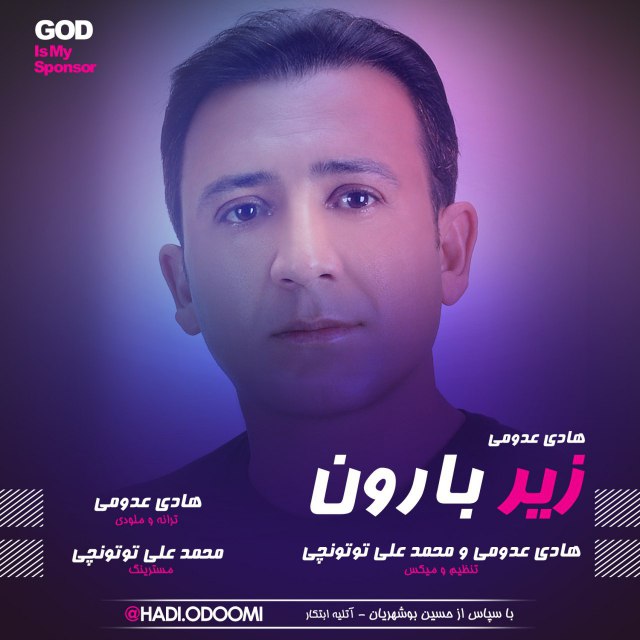 GOD
Is My
Sponsor
هادی عدومی
زیر بارون
هادی عدومی و محمد علی توتونچی
تنظیم و میکس
هادی عدومی
ترانه و ملودی
محمد علی توتونچی
مسترینگ
با سپاس از حسین بوشهریان - آتلیه ابتکار
@HADI.ODOOMI